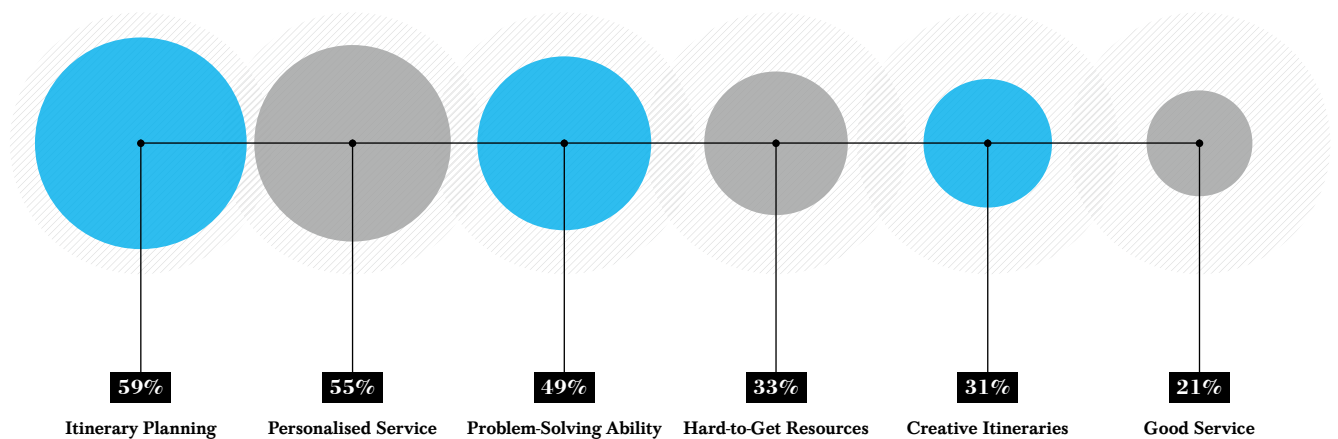 59%
55%
49%
33%
31%
21%
Itinerary Planning
Personalised Service
Problem-Solving Ability
Hard-to-Get Resources
Creative Itineraries
Good Service